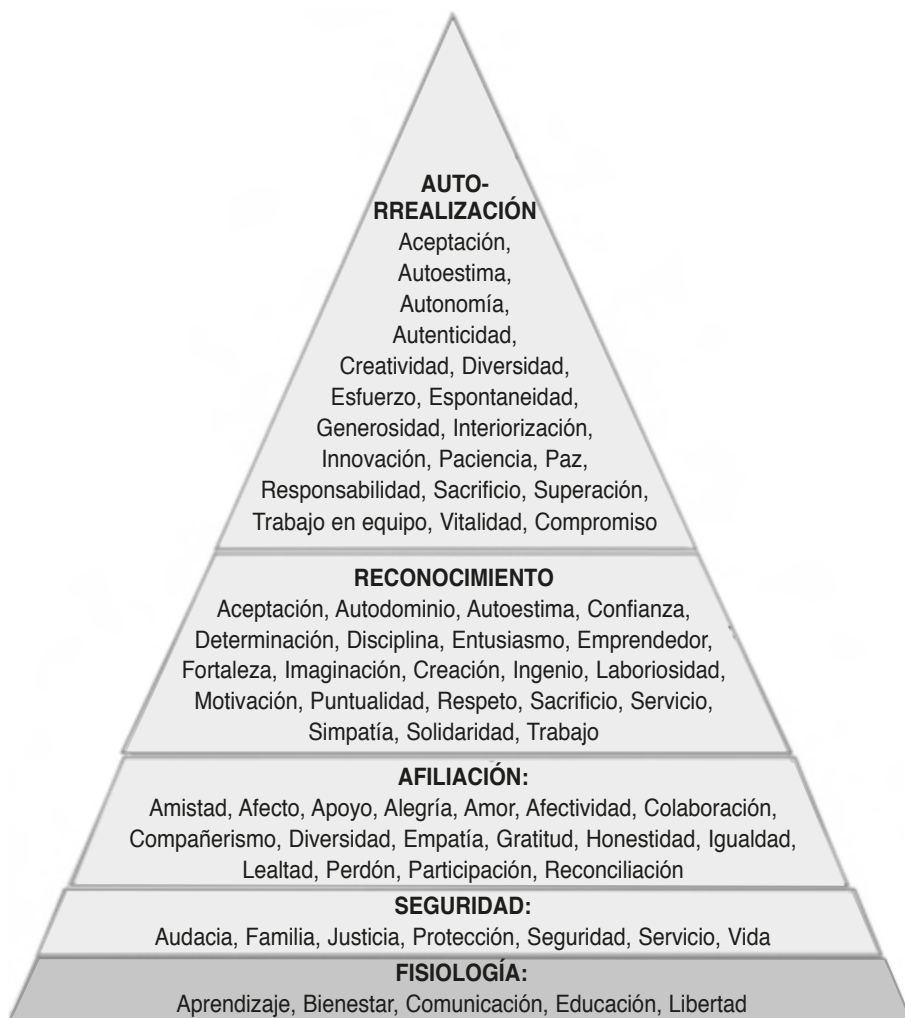 AUTO-
RREALIZACIÓN
Aceptación,
Autoestima,
Autonomía,
Autenticidad,
Creatividad, Diversidad,
Esfuerzo, Espontaneidad,
Generosidad, Interiorización,
Innovación, Paciencia, Paz,
Responsabilidad, Sacrificio, Superación,
Trabajo en equipo, Vitalidad, Compromiso
RECONOCIMIENTO
Aceptación, Autodominio, Autoestima, Confianza,
Determinación, Disciplina, Entusiasmo, Emprendedor,
Fortaleza, Imaginación, Creación, Ingenio, Laboriosidad,
Motivación, Puntualidad, Respeto, Sacrificio, Servicio,
Simpatía, Solidaridad, Trabajo
AFILIACIÓN:
Amistad, Afecto, Apoyo, Alegría, Amor, Afectividad, Colaboración,
Compañerismo, Diversidad, Empatía, Gratitud, Honestidad, Igualdad,
Lealtad, Perdón, Participación, Reconciliación
SEGURIDAD:
Audacia, Familia, Justicia, Protección, Seguridad, Servicio, Vida
FISIOLOGÍA:
Aprendizaje, Bienestar, Comunicación, Educación, Libertad